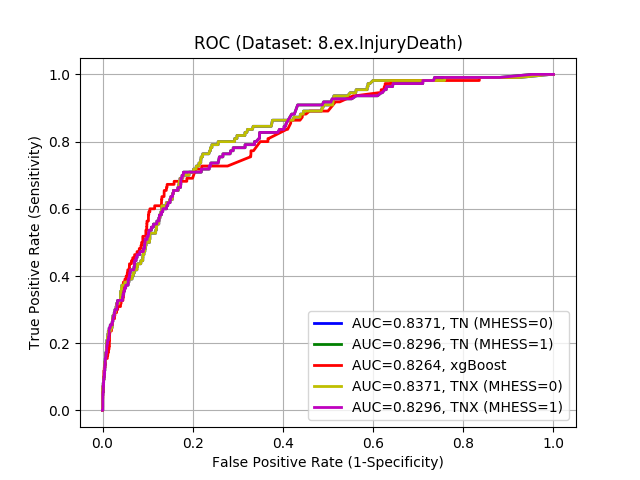 ROC (Dataset: 8.ex.InjuryDeath)
True Positive Rate (Sensitivity)
1.0
0.8
0.6
0.4
0.2
0.0
AUC=0.8371, TN (MHESS=0)
AUC=0.8296, TN (MHESS=1)
AUC=0.8264, xgBoost
AUC=0.8371, TNX (MHESS=0)
AUC=0.8296, TNX (MHESS=1)
0.0 0.2 0.4 0.6 0.8 1.0
False Positive Rate (1-Specificity)